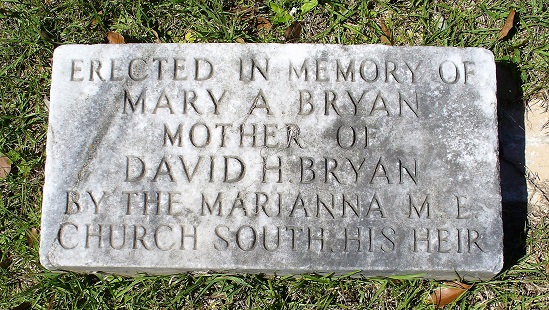 ERECTED IN MEMORY OF
MARY A. BRYAN
MOTHER OF
DAVID H. BRYAN
BY THE MARIANNA M. E.
CHURCH SOUTH. HIS HEIR